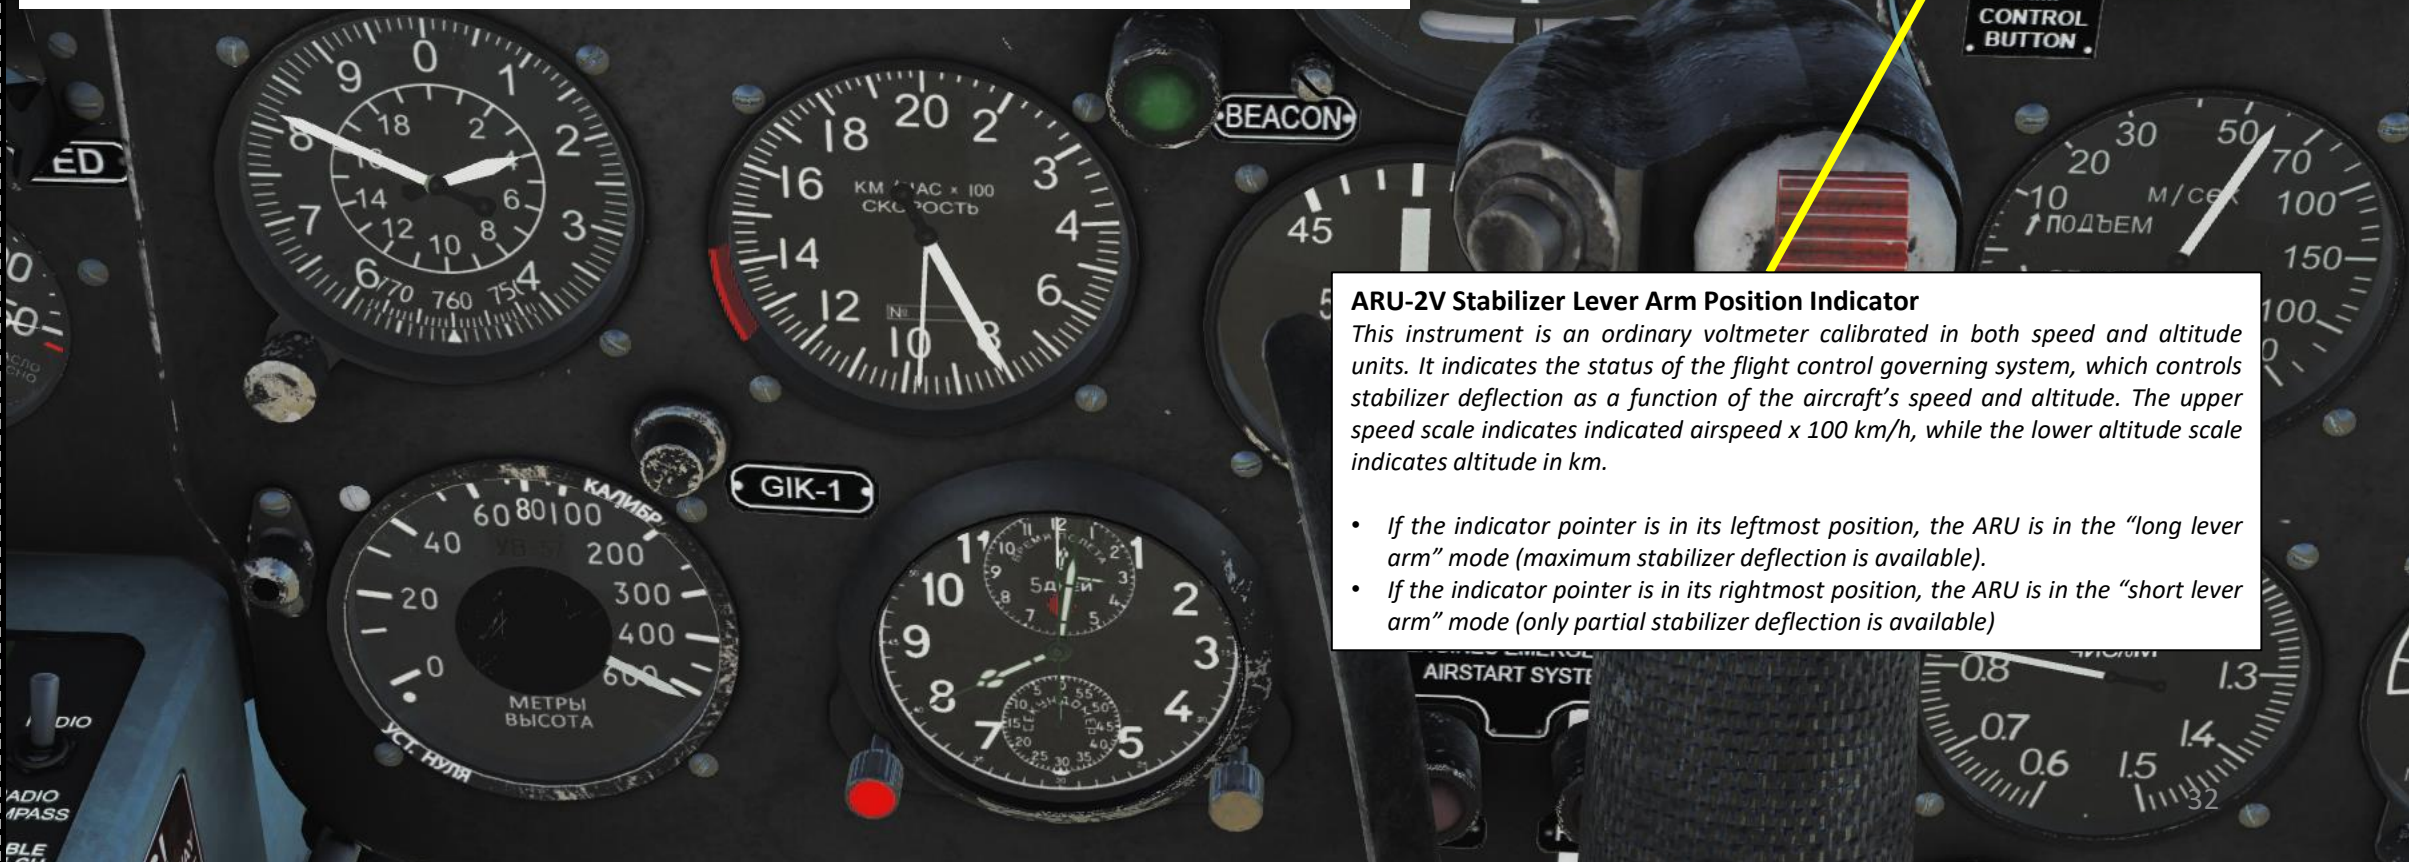 CONTROL
BUTTON
BEACON
ED
0
1
2
3
4
6
7
8
9
2
4
6
8
10
12
14
18
770 760 75
20
2
3
4
6
8
10
12
14
16
18
КМ/ЧАС × 100
СКОРОСТЬ
№
45
10
20
30
50
70
100
150
100
М/сек
ПОДЪЕМ
ARU-2V Stabilizer Lever Arm Position Indicator
This instrument is an ordinary voltmeter calibrated in both speed and altitude
units. It indicates the status of the flight control governing system, which controls
stabilizer deflection as a function of the aircraft’s speed and altitude. The upper
speed scale indicates indicated airspeed x 100 km/h, while the lower altitude scale
indicates altitude in km.
• If the indicator pointer is in its leftmost position, the ARU is in the “long lever
arm” mode (maximum stabilizer deflection is available).
• If the indicator pointer is in its rightmost position, the ARU is in the “short lever
arm” mode (only partial stabilizer deflection is available)
GIK-1
КАЛИБР
0
20
40
60 80 100
200
300
400
600
МЕТРЫ
ВЫСОТА
УСТ. НУЛЯ
11
12
1
2
3
4
5
7
8
9
10
AIRSTART SYSTE
0.6
0.7
0.8
1.3
1.4
1.5
32